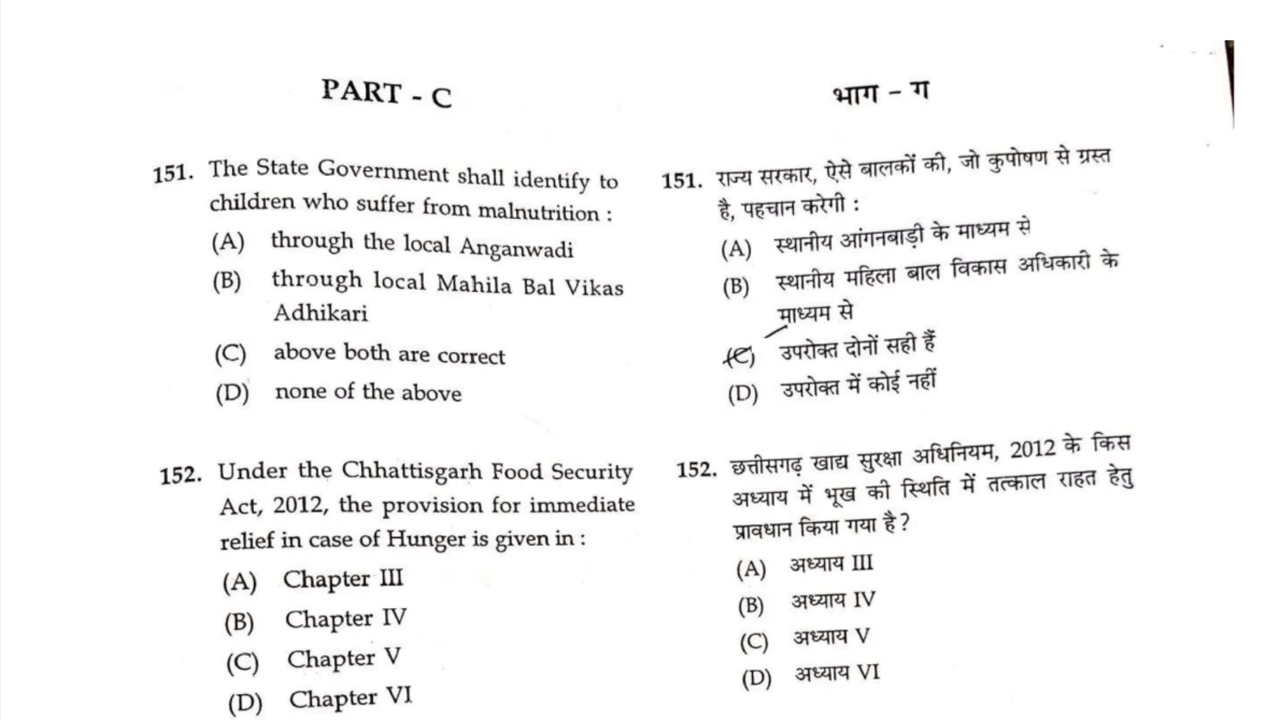 PART - C
151. The State Government shall identify to
children who suffer from malnutrition :
(A) through the local Anganwadi
(B) through local Mahila Bal Vikas
Adhikari
(C) above both are correct
(D) none of the above
152. Under the Chhattisgarh Food Security
Act, 2012, the provision for immediate
relief in case of Hunger is given in :
(A) Chapter III
(B) Chapter IV
(C) Chapter V
(D) Chapter VI
भाग - ग
151. राज्य सरकार, ऐसे बालकों की, जो कुपोषण से ग्रस्त
है, पहचान करेगी :
(A) स्थानीय आंगनबाड़ी के माध्यम से
(B) स्थानीय महिला बाल विकास अधिकारी के
माध्यम से
(C) उपरोक्त दोनों सही हैं
(D) उपरोक्त में कोई नहीं
152. छत्तीसगढ़ खाद्य सुरक्षा अधिनियम, 2012 के किस
अध्याय में भूख की स्थिति में तत्काल राहत हेतु
प्रावधान किया गया है ?
(A) अध्याय III
(B) अध्याय IV
(C) अध्याय V
(D) अध्याय VI